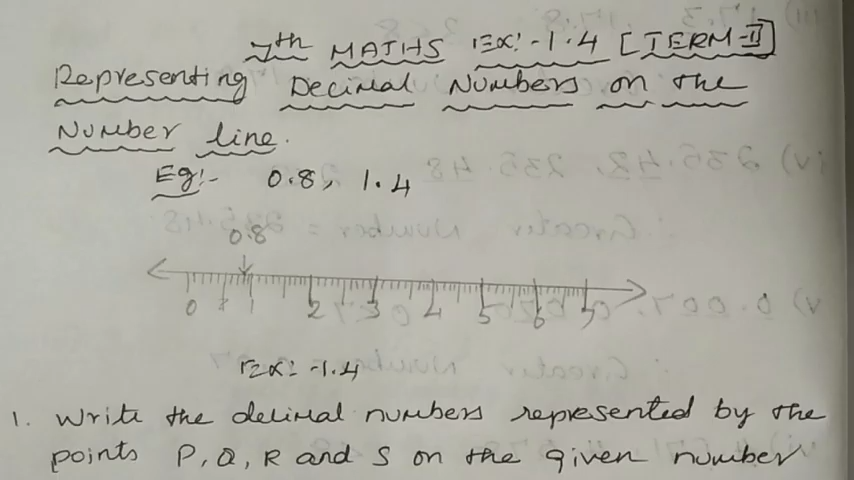 7th MATHS Ex:-1.4 [TERM-II]
Representing Decimal Numbers on the
Number line.
Eg:- 0.8, 1.4
0.8
0 1 2 3 4 5 6 7
Ex:-1.4
1. Write the decimal numbers represented by the
points P, Q, R and S on the given number